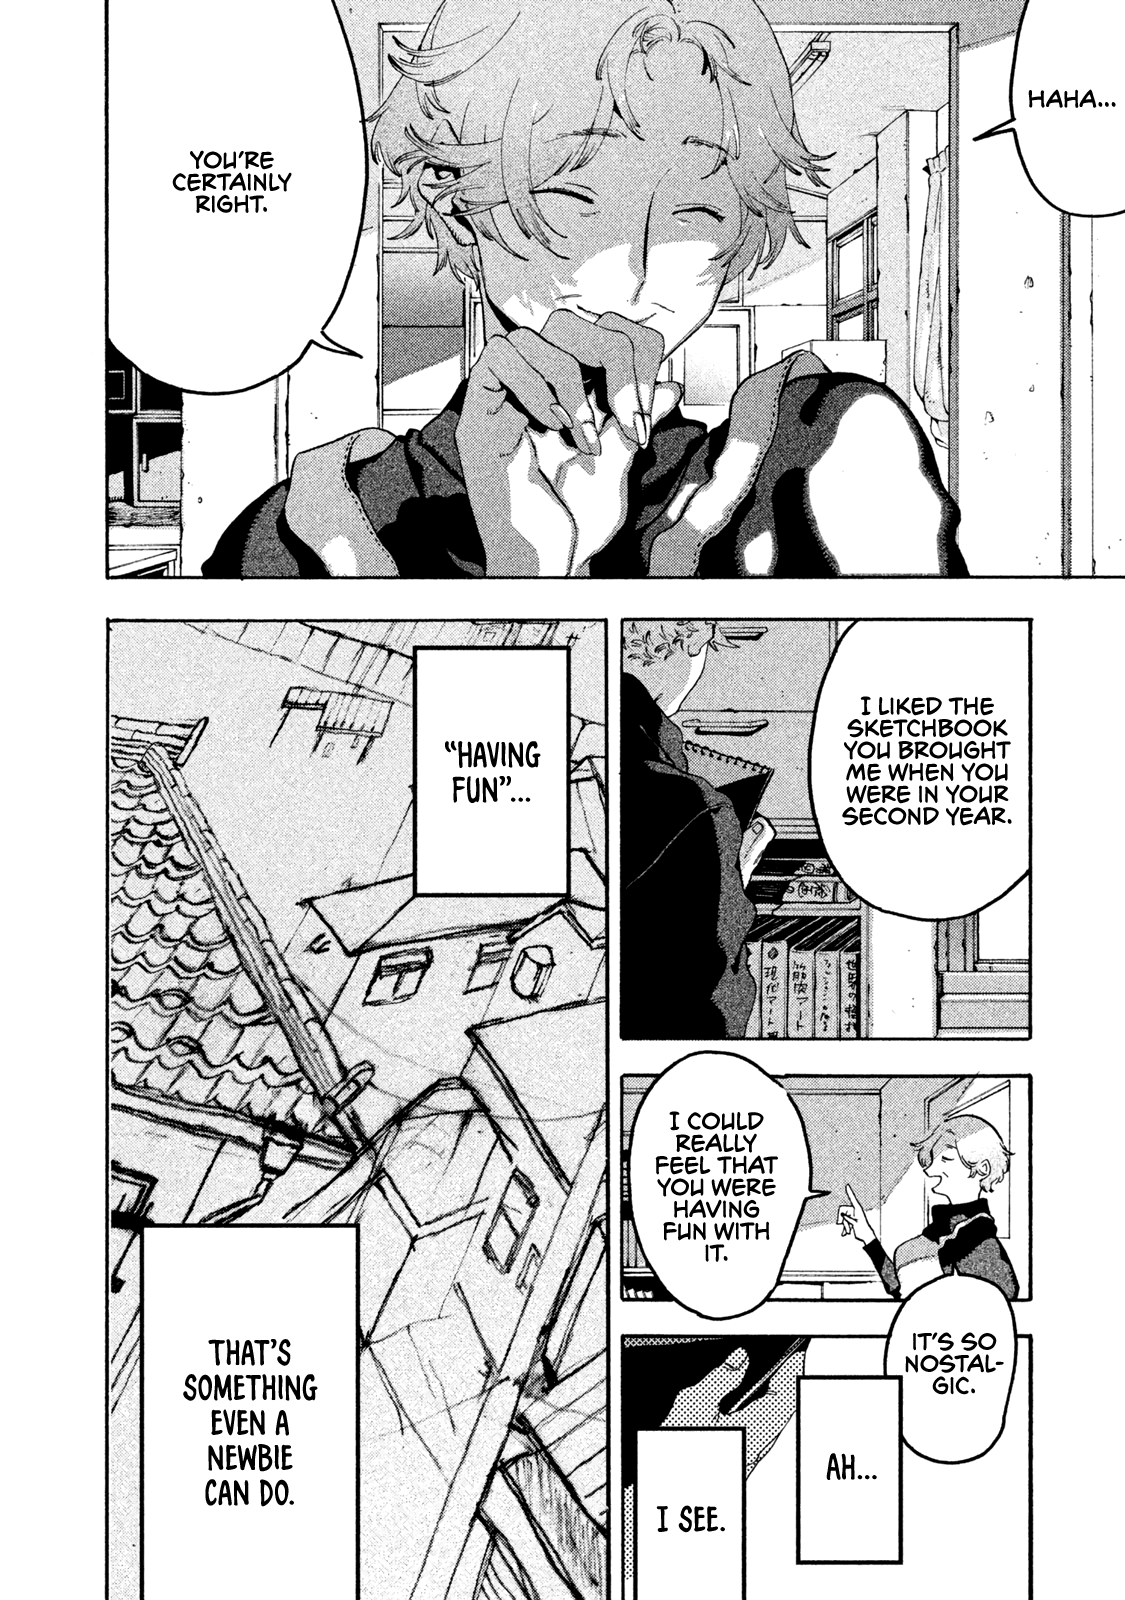 HAHA...
YOU'RE
CERTAINLY
RIGHT.
I LIKED THE
SKETCHBOOK
YOU BROUGHT
ME WHEN YOU
WERE IN YOUR
SECOND YEAR.
現代アート
I COULD
REALLY
FEEL THAT
YOU WERE
HAVING
FUN WITH
IT.
IT'S SO
NOSTAL-
GIC.
AH...
I SEE.
“HAVING
FUN”...
THAT'S
SOMETHING
EVEN A
NEWBIE
CAN DO.